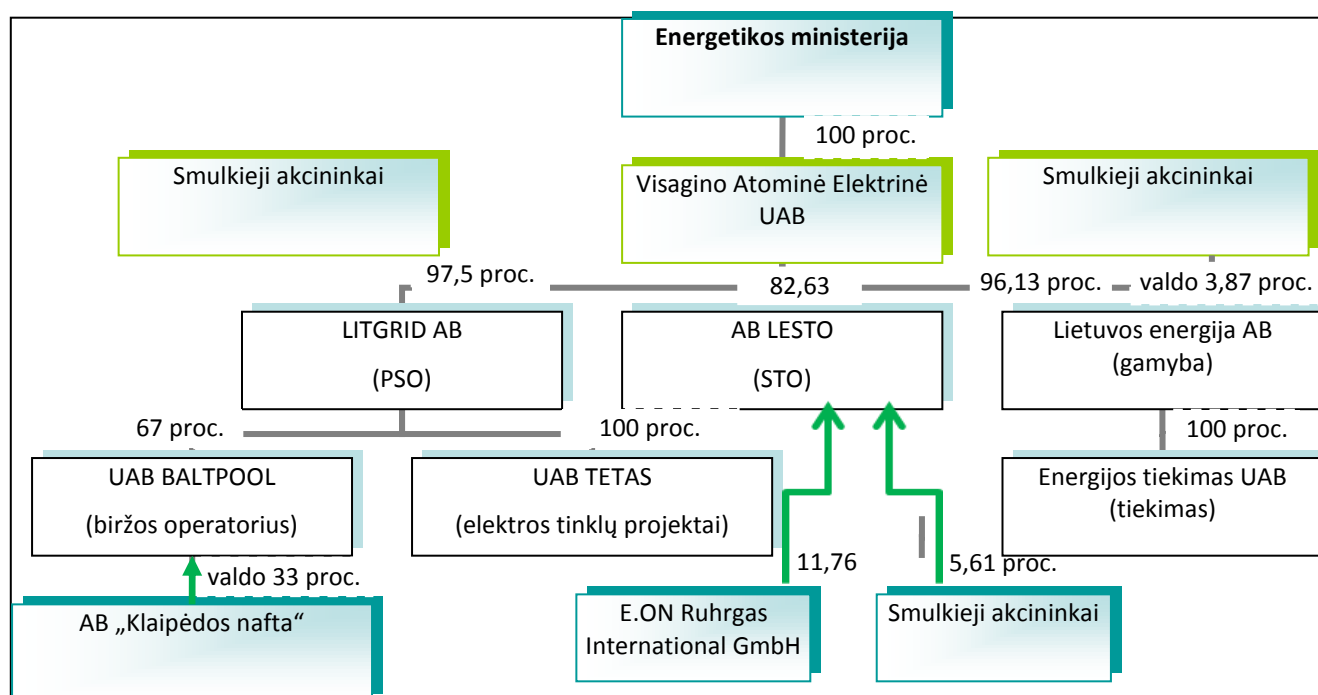 Energetikos ministerija
100 proc.
Smulkieji akcininkai
Visagino Atominė Elektrinė
UAB
Smulkieji akcininkai
97,5 proc.
82,63
96,13 proc.
valdo 3,87 proc.
LITGRID AB
(PSO)
AB LESTO
(STO)
Lietuvos energija AB
(gamyba)
67 proc.
100 proc.
100 proc.
UAB BALTPOOL
(biržos operatorius)
UAB TETAS
(elektros tinklų projektai)
Energijos tiekimas UAB
(tiekimas)
valdo 33 proc.
11,76
5,61 proc.
AB „Klaipėdos nafta“
E.ON Ruhrgas
International GmbH
Smulkieji akcininkai